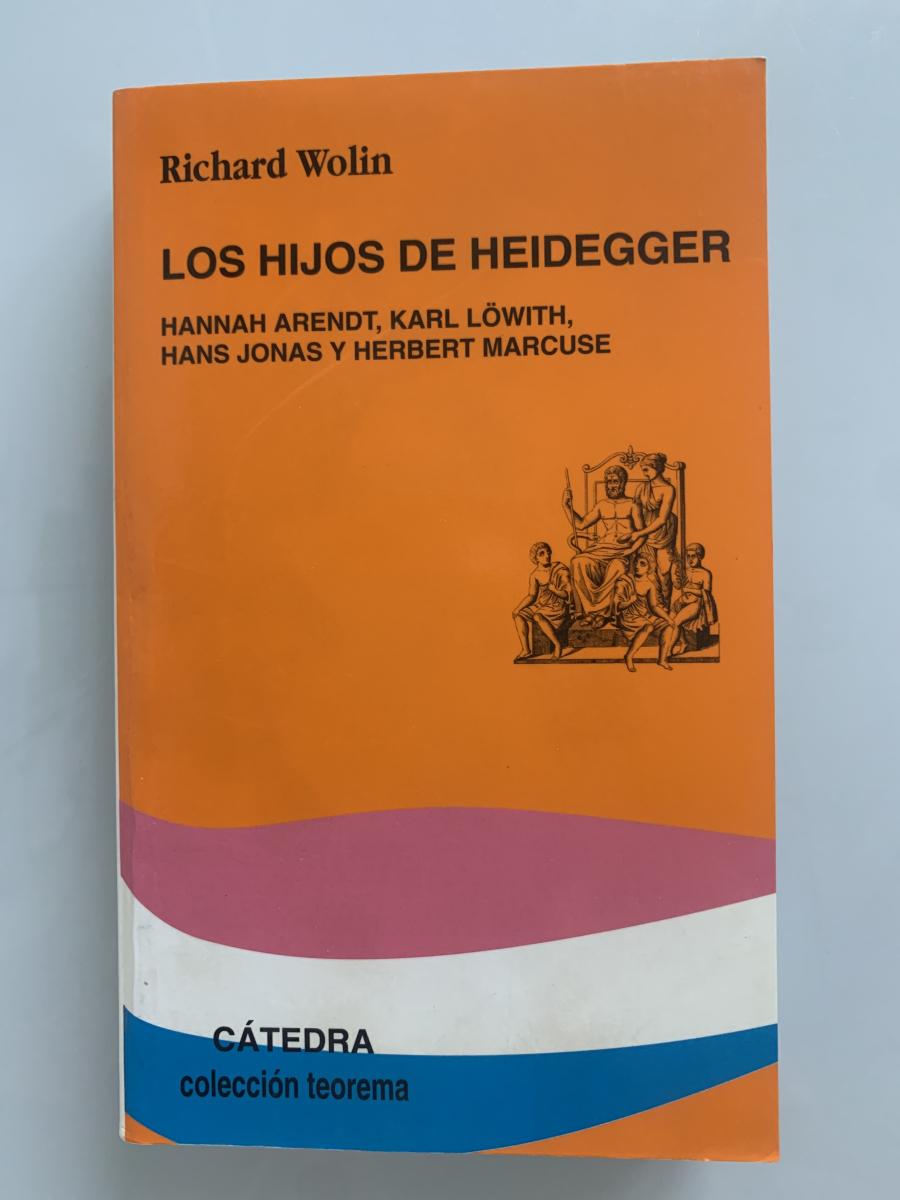 Richard Wolin
LOS HIJOS DE HEIDEGGER
HANNAH ARENDT, KARL LÖWITH,
HANS JONAS Y HERBERT MARCUSE
CÁTEDRA
colección teorema